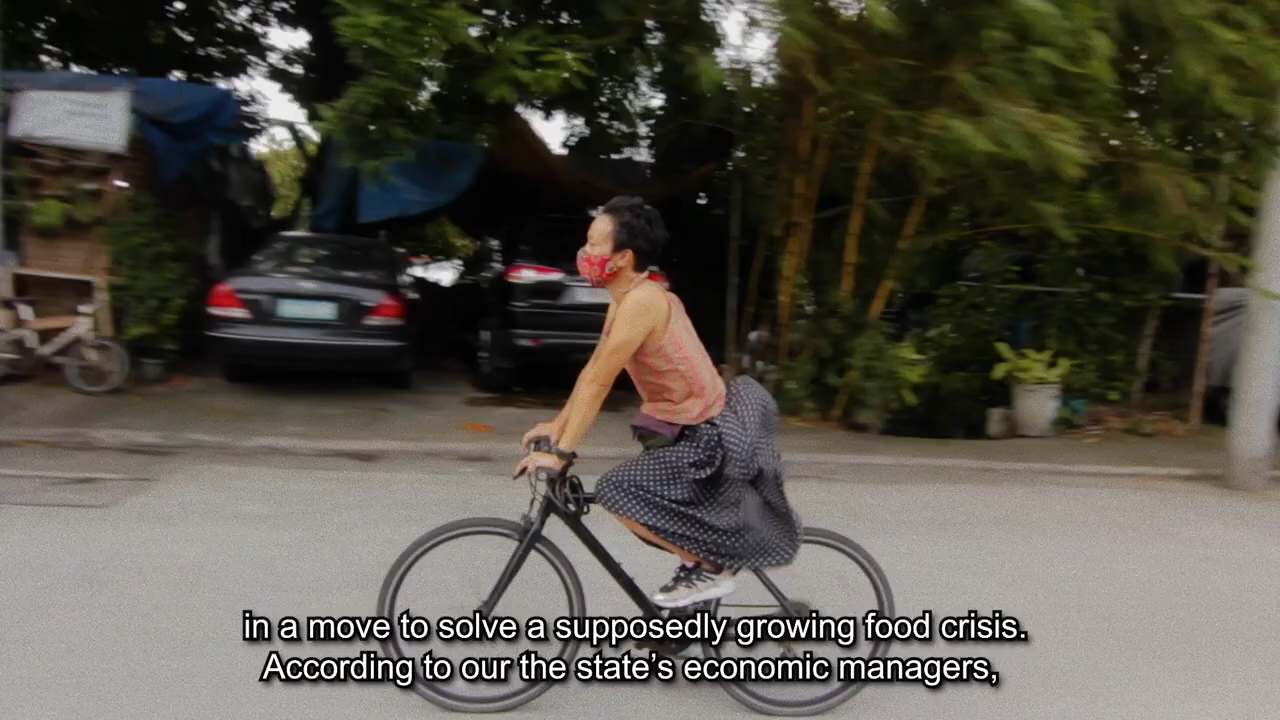 in a move to solve a supposedly growing food crisis.
According to our the state's economic managers,